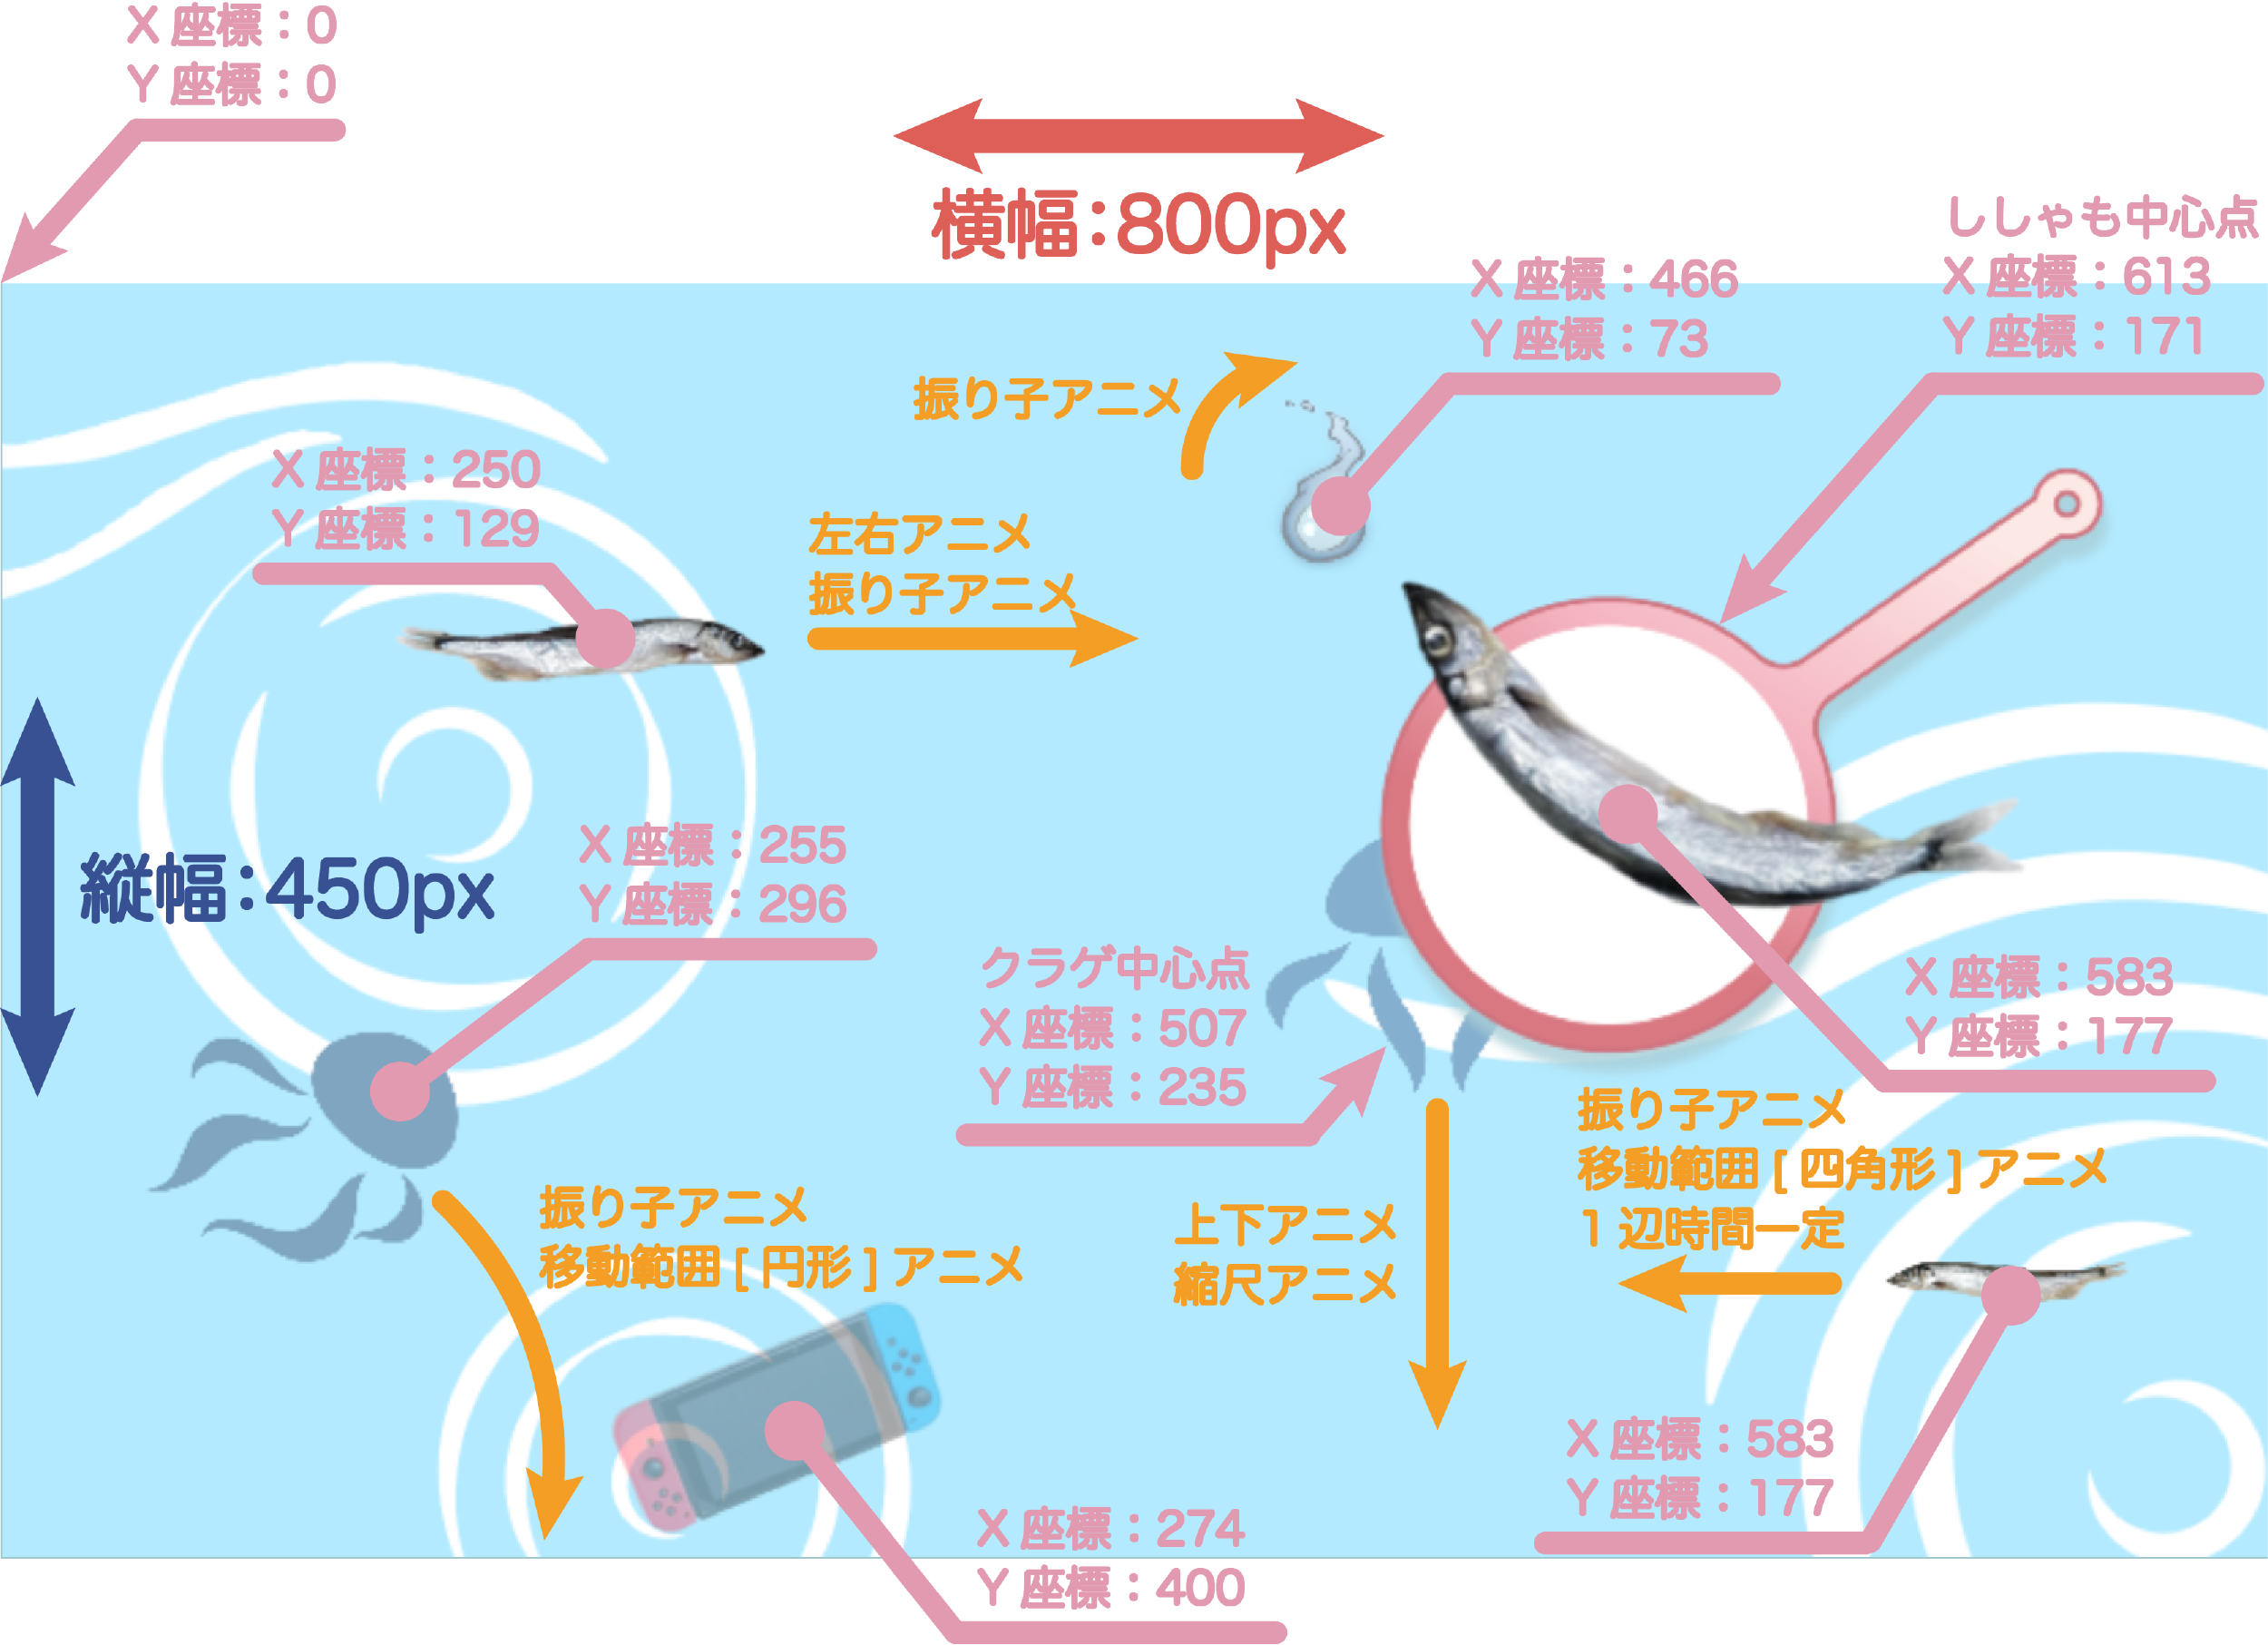 X 座標：0
Y 座標：0
横幅：800px
ししゃも中心点
X 座標：613
Y 座標：171
X 座標：466
Y 座標：73
振り子アニメ
X 座標：250
Y 座標：129
左右アニメ
振り子アニメ
縦幅：450px
X 座標：255
Y 座標：296
クラゲ中心点
X 座標：507
Y 座標：235
X 座標：583
Y 座標：177
振り子アニメ
移動範囲 [ 四角形 ] アニメ
1 辺時間一定
振り子アニメ
移動範囲 [ 円形 ] アニメ
上下アニメ
縮尺アニメ
X 座標：583
Y 座標：177
X 座標：274
Y 座標：400